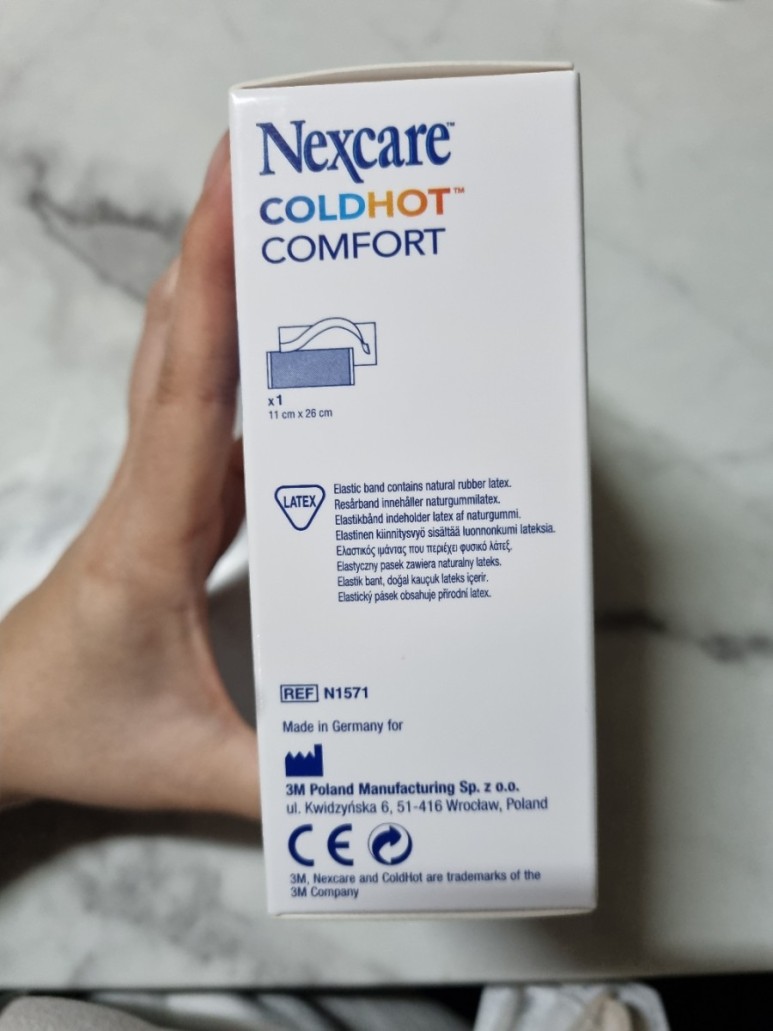 Nexcare™
COLDHOT™
COMFORT
x1
11 cm x 26 cm
LATEX
Elastic band contains natural rubber latex.
Resårband innehåller naturgummilatex.
Elastikbånd indeholder latex af naturgummi.
Elastinen kiinnitysvyö sisältää luonnonkumi lateksia.
Ελαστικός ιμάντας που περιέχει φυσικό λάτεξ.
Elastyczny pasek zawiera naturalny lateks.
Elastik bant, doğal kauçuk lateks içerir.
Elastický pásek obsahuje přírodní latex.
REF N1571
Made in Germany for
3M Poland Manufacturing Sp. z o.o.
ul. Kwidzyńska 6, 51-416 Wrocław, Poland
CE
3M, Nexcare and ColdHot are trademarks of the
3M Company